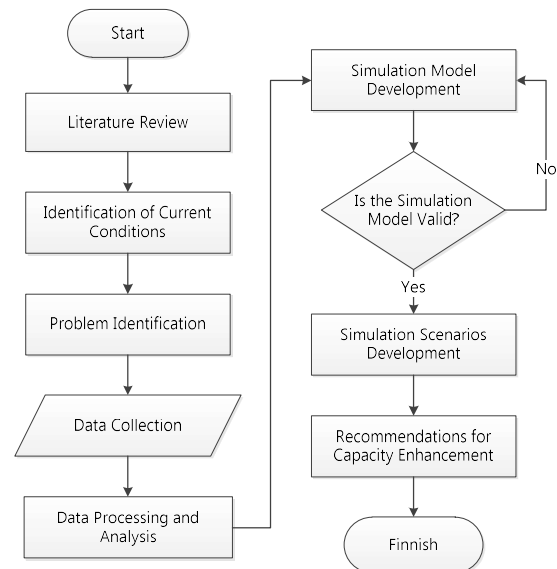 Start
Literature Review
Identification of Current
Conditions
Problem Identification
Data Collection
Data Processing and
Analysis
Simulation Model
Development
Is the Simulation
Model Valid?
No
Yes
Simulation Scenarios
Development
Recommendations for
Capacity Enhancement
Finnish